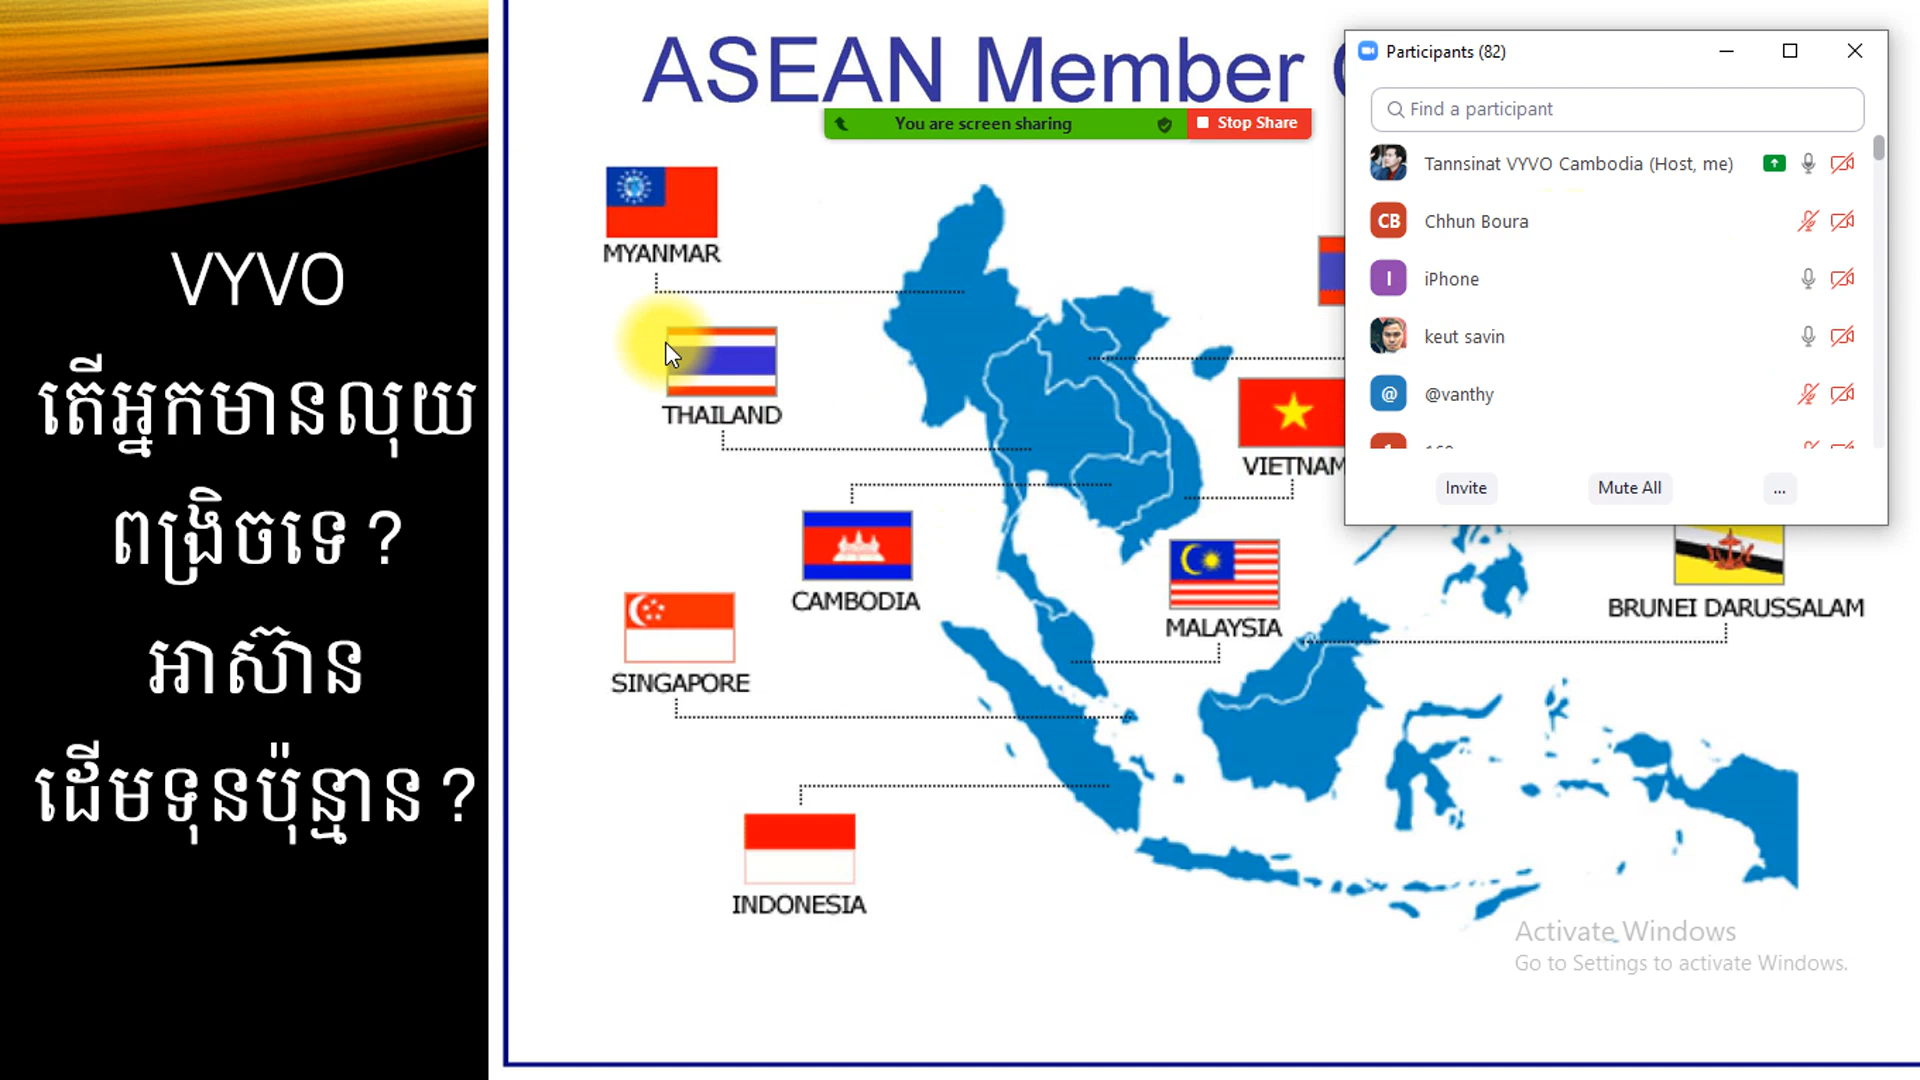 VYVO
តើអ្នកមានលុយ
ពង្រិចទេ?
អាស៊ាន
ដើមទុនប៉ុន្មាន?
ASEAN Member
You are screen sharing
Stop Share
MYANMAR
THAILAND
CAMBODIA
SINGAPORE
INDONESIA
VIETNAM
MALAYSIA
BRUNEI DARUSSALAM
Participants (82)
Find a participant
Tannsinat VYVO Cambodia (Host, me)
CB Chhun Boura
I iPhone
keut savin
@ @vanthy
Invite
Mute All
...
Activate Windows
Go to Settings to activate Windows.